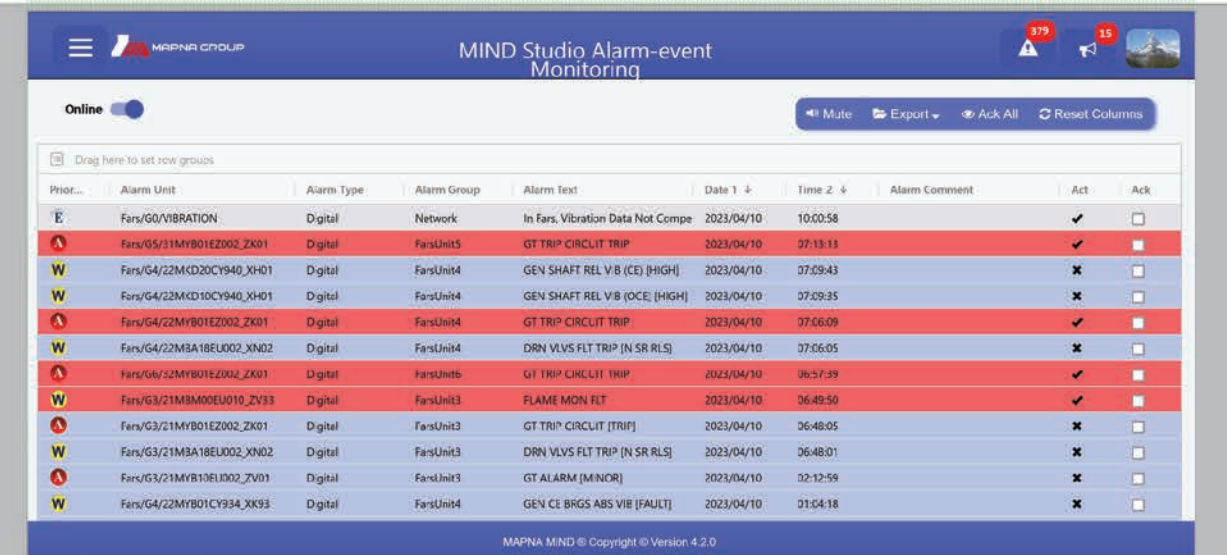 MAPNA GROUP
MIND Studio Alarm-event
Monitoring
379
15
Online
Mute Export Ack All Reset Columns
Drag here to set row groups
Prior... Alarm Unit Alarm Type Alarm Group Alarm Text Date 1 Time 2 Alarm Comment Act Ack
E Fars/G0/VIBRATION Digital Network In Fars, Vibration Data Not Compe 2023/04/10 10:00:58
A Fars/G5/31MYB01EZ002_ZK01 Digital FarsUnit5 GT TRIP CIRCUIT TRIP 2023/04/10 07:13:13
W Fars/G4/22MKD20CY940_XH01 Digital FarsUnit4 GEN SHAFT REL VIB (CE) [HIGH] 2023/04/10 07:09:43
W Fars/G4/22MKD10CY940_XH01 Digital FarsUnit4 GEN SHAFT REL VIB (OCE) [HIGH] 2023/04/10 07:09:35
A Fars/G4/22MYB01EZ002_ZK01 Digital FarsUnit4 GT TRIP CIRCUIT TRIP 2023/04/10 07:06:09
W Fars/G4/22MBA18EU002_XN02 Digital FarsUnit4 DRN VLVS FLT TRIP [N SR RLS] 2023/04/10 07:06:05
A Fars/G6/32MYB01EZ002_ZK01 Digital FarsUnit6 GT TRIP CIRCUIT TRIP 2023/04/10 06:57:39
W Fars/G3/21MBM00EU010_ZV33 Digital FarsUnit3 FLAME MON FLT 2023/04/10 06:49:50
A Fars/G3/21MYB01EZ002_ZK01 Digital FarsUnit3 GT TRIP CIRCUIT [TRIP] 2023/04/10 06:48:05
W Fars/G3/21MBA18EU002_XN02 Digital FarsUnit3 DRN VLVS FLT TRIP [N SR RLS] 2023/04/10 06:48:01
A Fars/G3/21MYB10EU002_ZV01 Digital FarsUnit3 GT ALARM [MINOR] 2023/04/10 02:12:59
W Fars/G4/22MYB01CY934_XK93 Digital FarsUnit4 GEN CE BRGS ABS VIB [FAULT] 2023/04/10 01:04:18
MAPNA MIND ® Copyright © Version 4.2.0